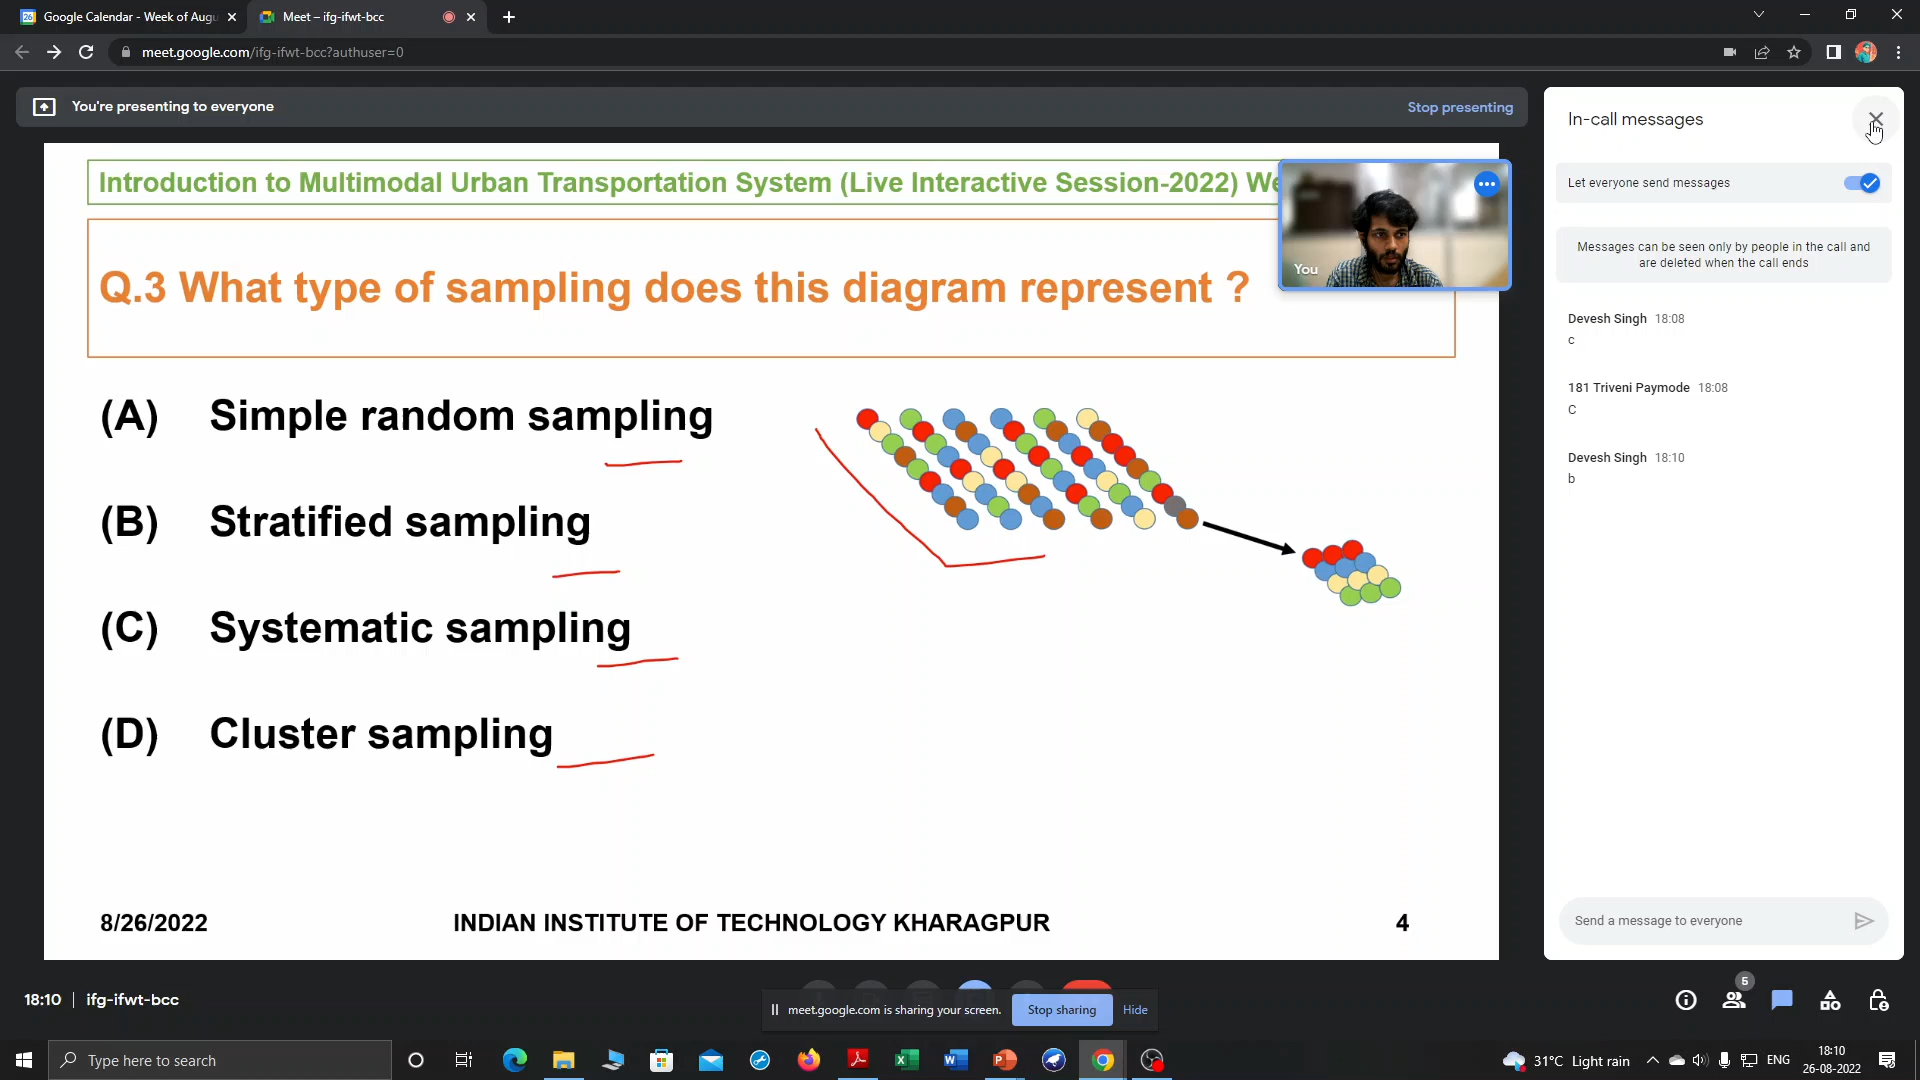 Google Calendar - Week of Augu
Meet – ifg-ifwt-bcc
meet.google.com/ifg-ifwt-bcc?authuser=0
You're presenting to everyone
Stop presenting
Introduction to Multimodal Urban Transportation System (Live Interactive Session-2022) We
You
Q.3 What type of sampling does this diagram represent ?
(A) Simple random sampling
(B) Stratified sampling
(C) Systematic sampling
(D) Cluster sampling
8/26/2022 INDIAN INSTITUTE OF TECHNOLOGY KHARAGPUR 4
In-call messages
Let everyone send messages
Messages can be seen only by people in the call and
are deleted when the call ends
Devesh Singh 18:08
c
181 Triveni Paymode 18:08
C
Devesh Singh 18:10
b
Send a message to everyone
18:10 | ifg-ifwt-bcc
meet.google.com is sharing your screen. Stop sharing Hide
5
Type here to search
31°C Light rain
ENG
18:10
26-08-2022